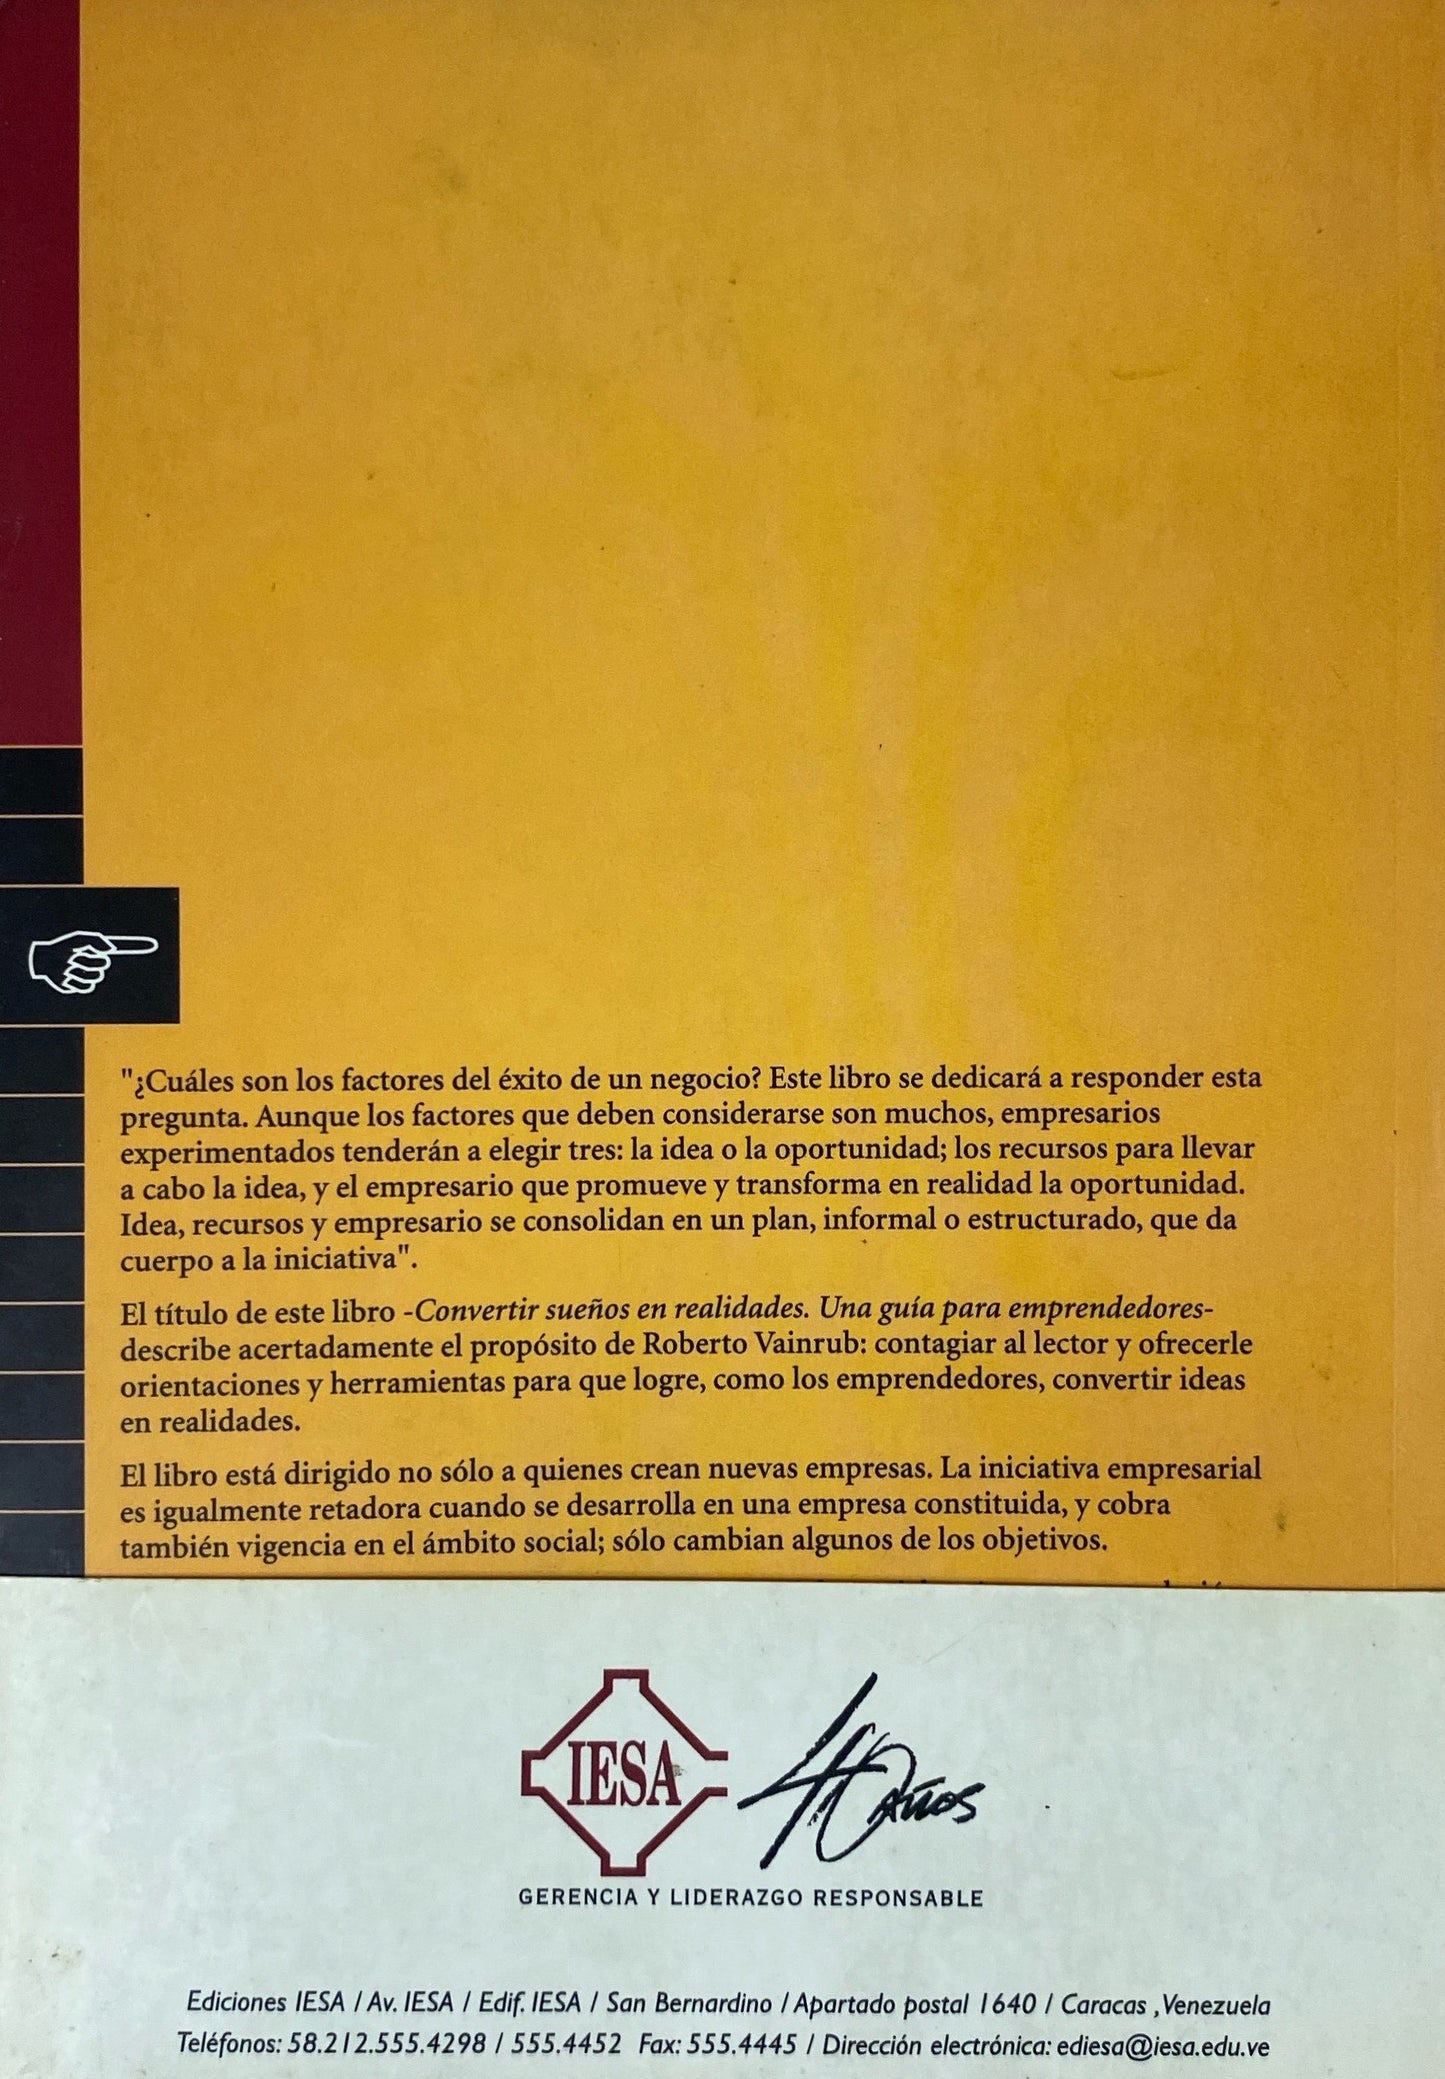 "¿Cuáles son los factores del éxito de un negocio? Este libro se dedicará a responder esta
pregunta. Aunque los factores que deben considerarse son muchos, empresarios
experimentados tenderán a elegir tres: la idea o la oportunidad; los recursos para llevar
a cabo la idea, y el empresario que promueve y transforma en realidad la oportunidad.
Idea, recursos y empresario se consolidan en un plan, informal o estructurado, que da
cuerpo a la iniciativa".
El título de este libro -Convertir sueños en realidades. Una guía para emprendedores-
describe acertadamente el propósito de Roberto Vainrub: contagiar al lector y ofrecerle
orientaciones y herramientas para que logre, como los emprendedores, convertir ideas
en realidades.
El libro está dirigido no sólo a quienes crean nuevas empresas. La iniciativa empresarial
es igualmente retadora cuando se desarrolla en una empresa constituida, y cobra
también vigencia en el ámbito social; sólo cambian algunos de los objetivos.
IESA 40 AÑOS
GERENCIA Y LIDERAZGO RESPONSABLE
Ediciones IESA / Av. IESA / Edif. IESA / San Bernardino / Apartado postal 1640 / Caracas , Venezuela
Teléfonos: 58.212.555.4298 / 555.4452 Fax: 555.4445 / Dirección electrónica: ediesa@iesa.edu.ve